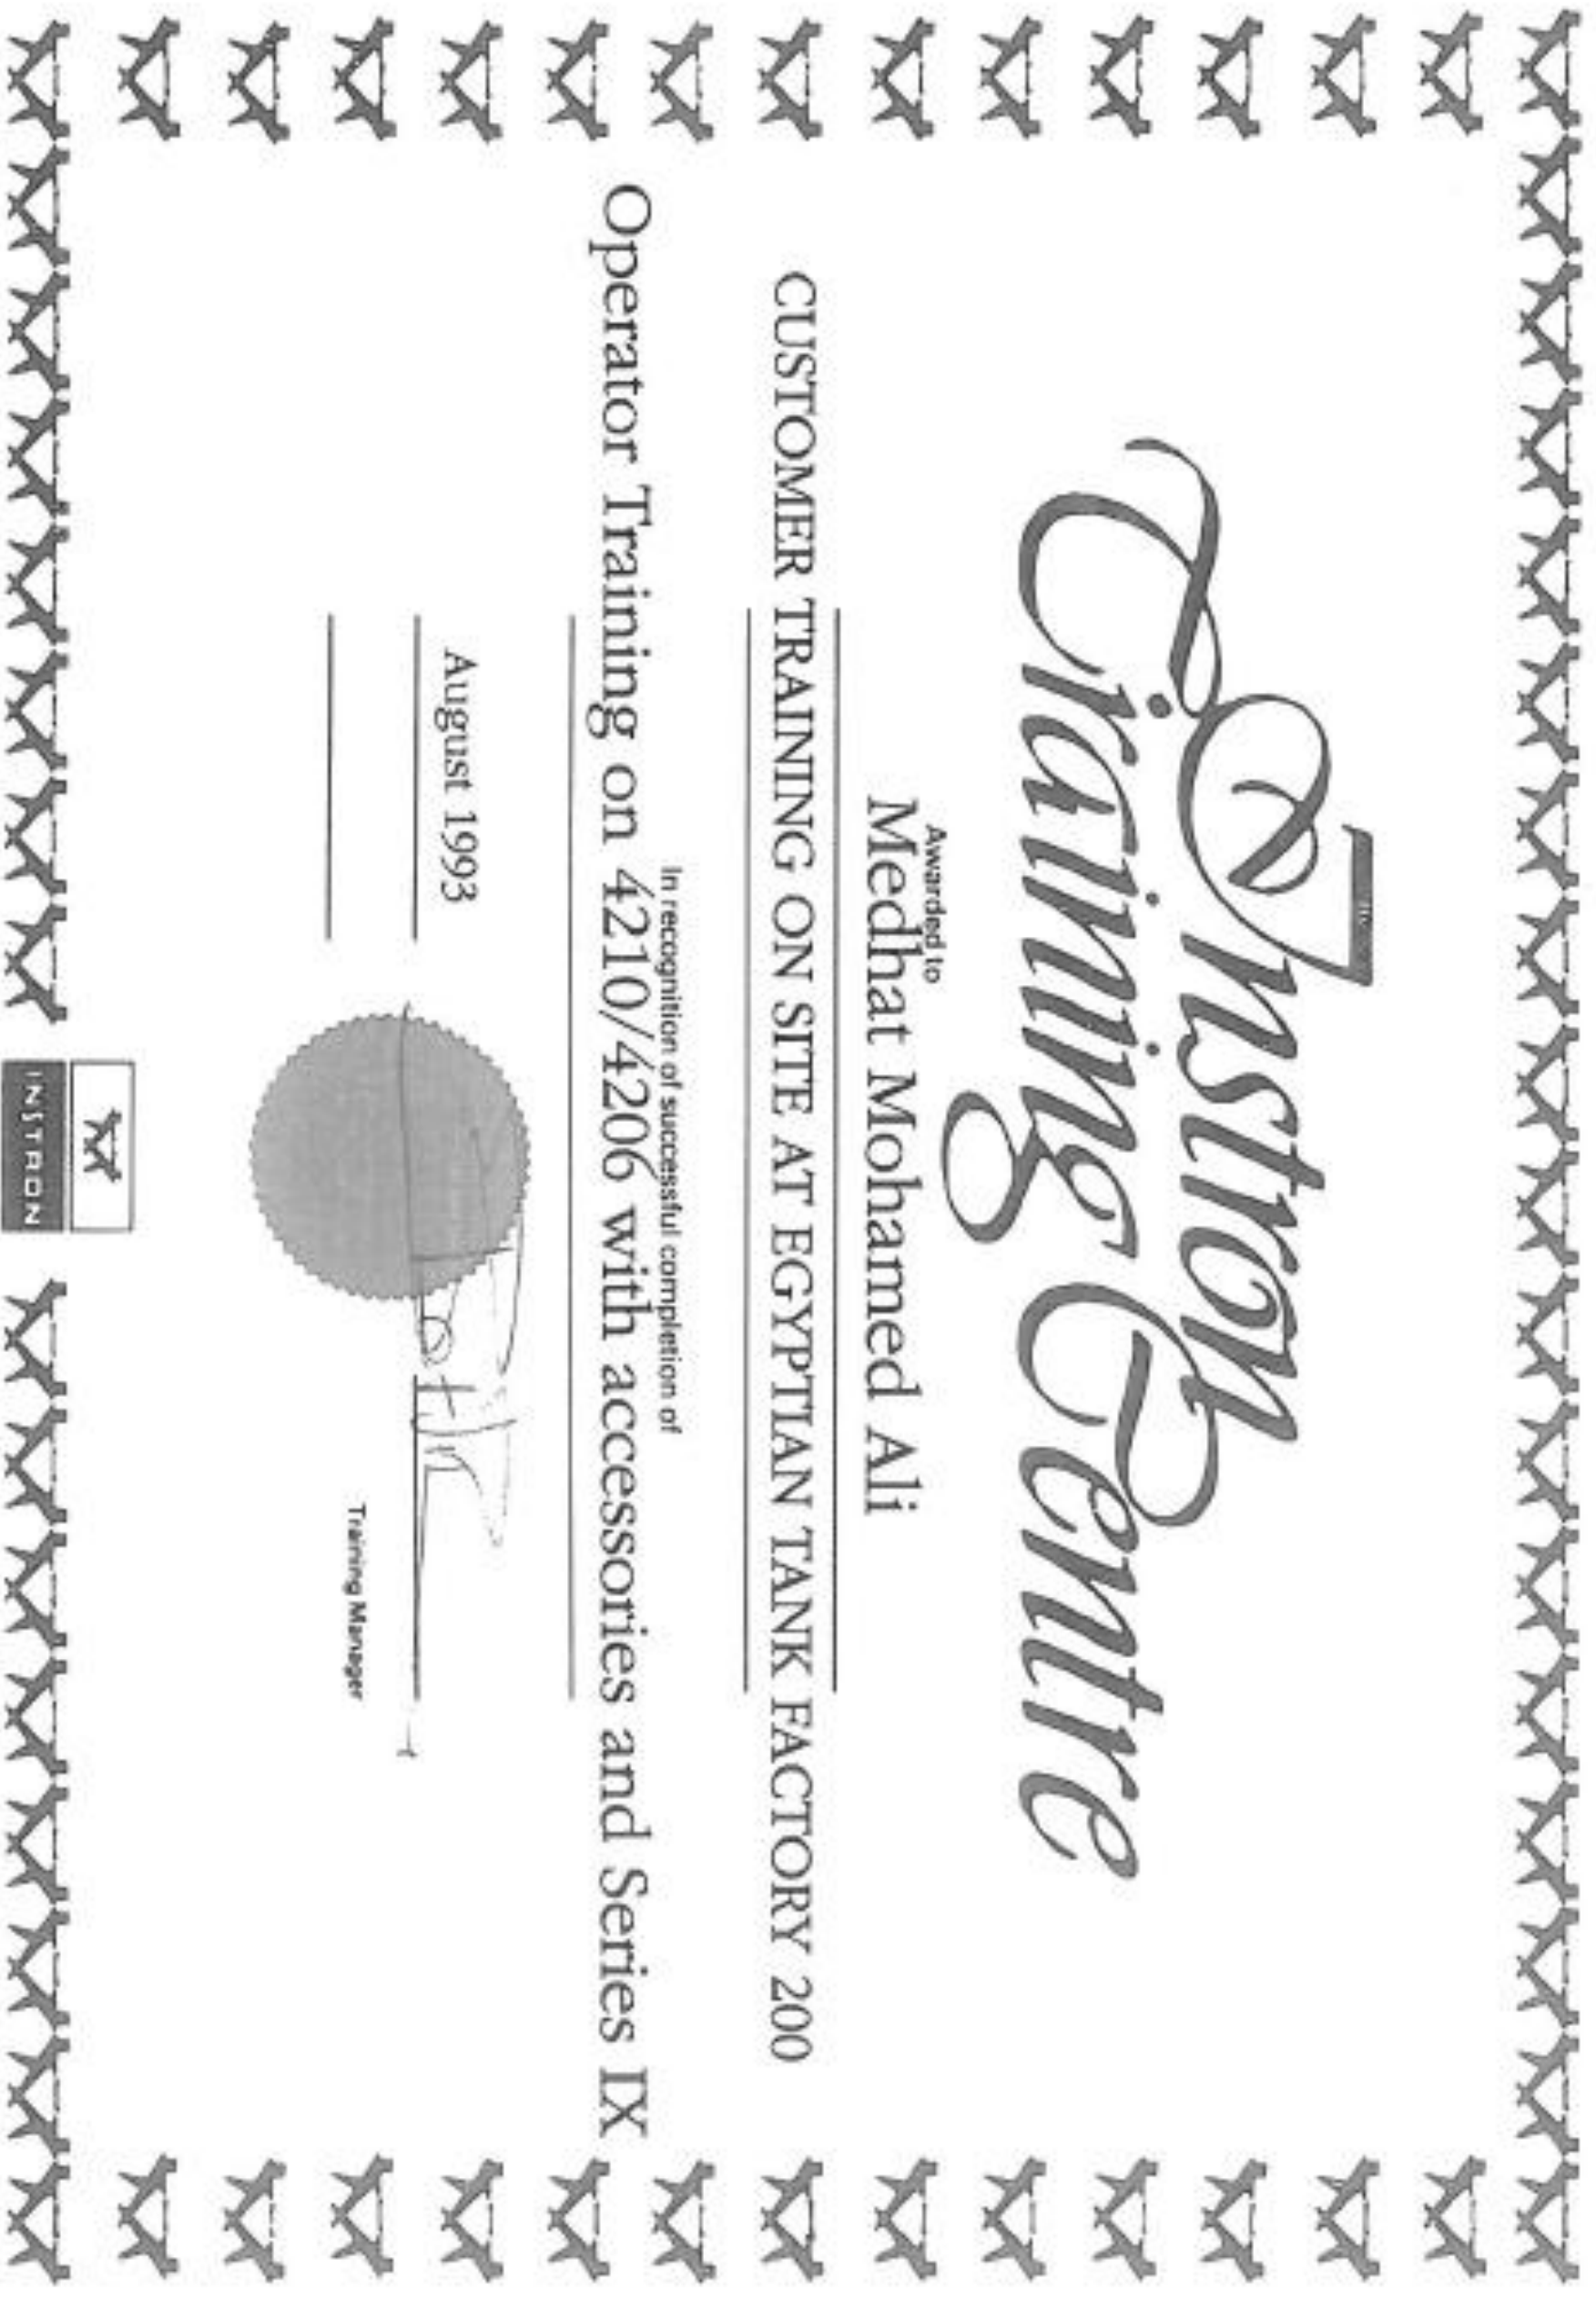 The
Instron
Training Centre
Awarded to
Medhat Mohamed Ali
CUSTOMER TRAINING ON SITE AT EGYPTIAN TANK FACTORY 200
In recognition of successful completion of
Operator Training on 4210/4206 with accessories and Series IX
August 1993
Training Manager
INSTRON